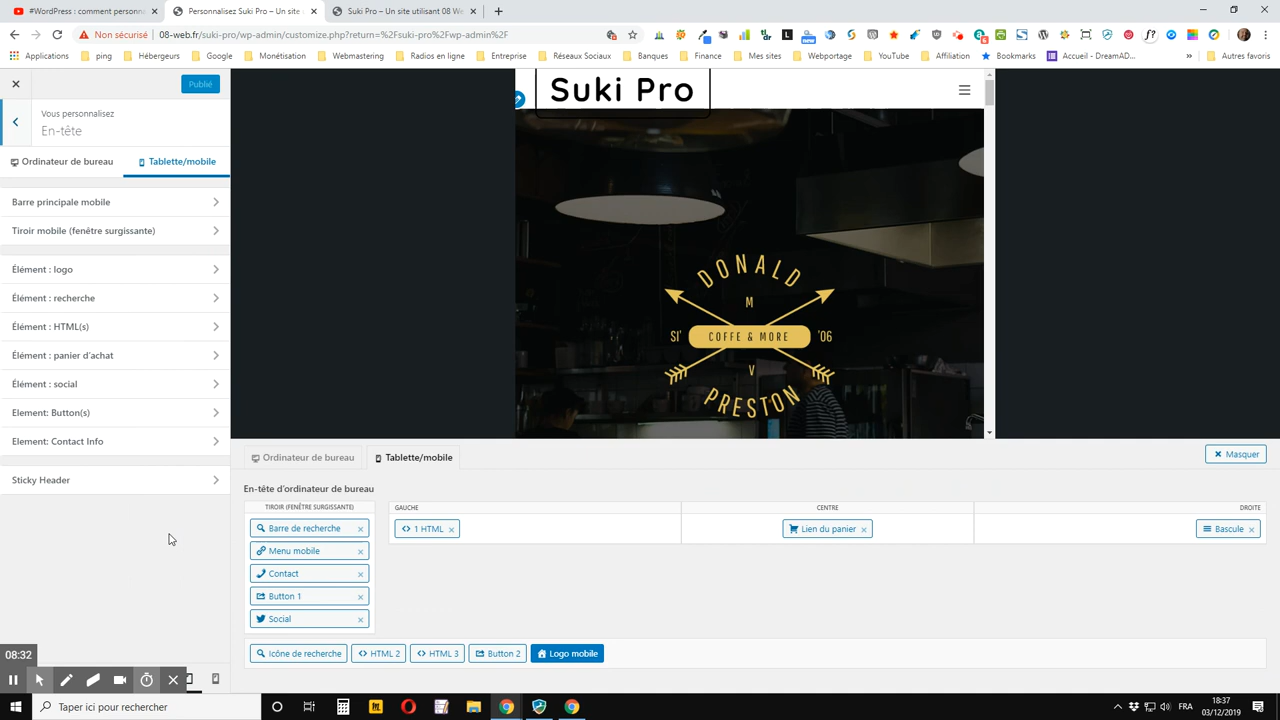 #WordPress : comment personna
Personnalisez Suki Pro – Un site
Suki Pro – Un site utilisant 08 We
Non sécurisé
08-web.fr/suki-pro/wp-admin/customize.php?return=%2Fsuki-pro%2Fwp-admin%2F
Applications
ping
Hébergeurs
Google
Monétisation
Webmastering
Radios en ligne
Entreprise
Réseaux Sociaux
Banques
Finance
Mes sites
Webportage
YouTube
Affiliation
Bookmarks
Accueil - DreamAD...
»
Autres favoris
Publié
Vous personnalisez
En-tête
Ordinateur de bureau
Tablette/mobile
Barre principale mobile
Tiroir mobile (fenêtre surgissante)
Élément : logo
Élément : recherche
Élément : HTML(s)
Élément : panier d'achat
Élément : social
Element: Button(s)
Element: Contact Info
Sticky Header
Suki Pro
DONALD
M
SI' COFFE & MORE '06
V
PRESTON
Ordinateur de bureau
Tablette/mobile
Masquer
En-tête d'ordinateur de bureau
TIROIR (FENÊTRE SURGISSANTE)
Barre de recherche
Menu mobile
Contact
Button 1
Social
GAUCHE
CENTRE
DROITE
1 HTML
Lien du panier
Bascule
Icône de recherche
HTML 2
HTML 3
Button 2
Logo mobile
08:32
Taper ici pour rechercher
FRA
18:37
03/12/2019